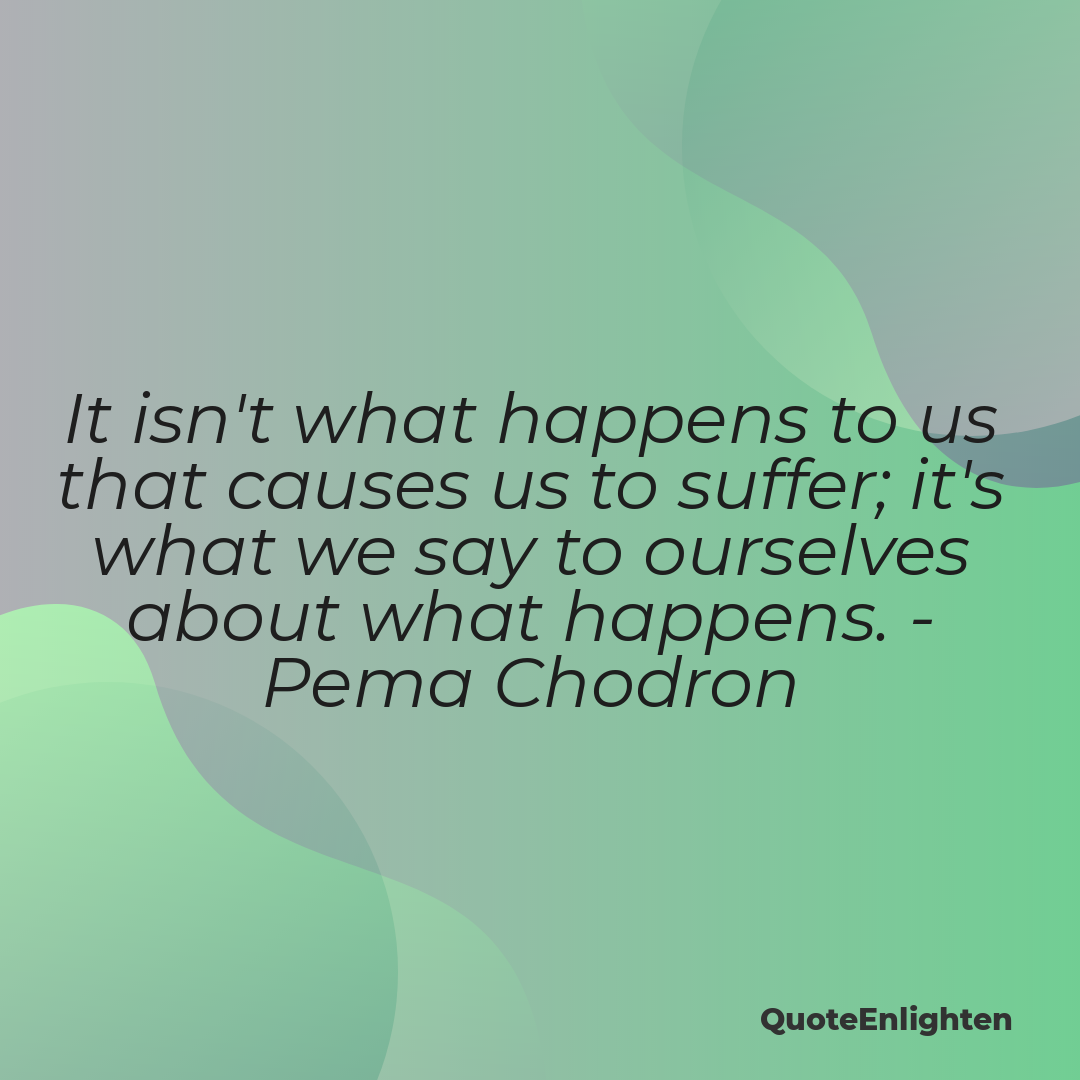 It isn't what happens to us
that causes us to suffer; it's
what we say to ourselves
about what happens. -
Pema Chodron
QuoteEnlighten